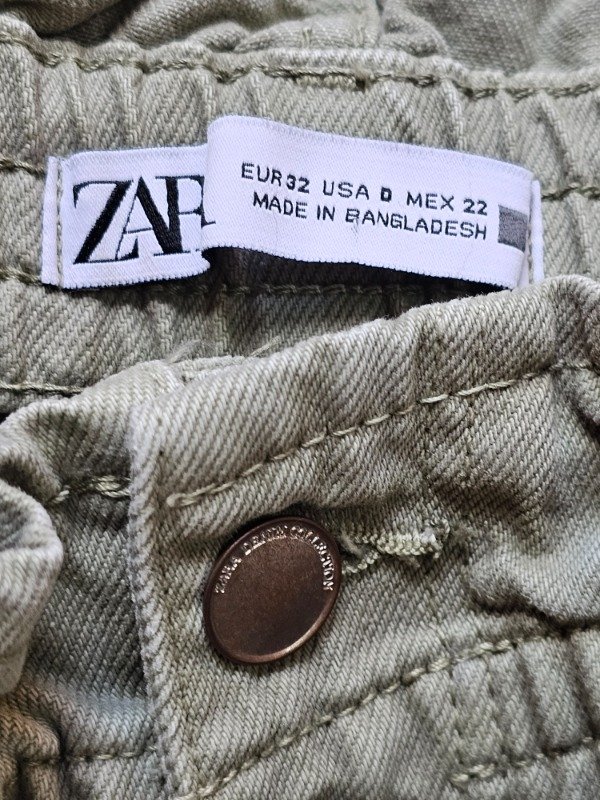 ZAR
EUR 32 USA 0 MEX 22
MADE IN BANGLADESH
ZARA DENIM COLLECTION